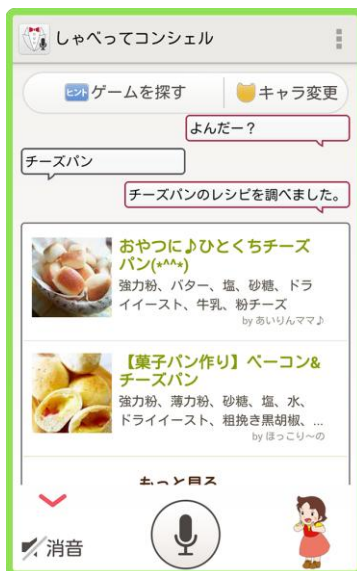 しゃべってコンシェル
ヒント ゲームを探す
キャラ変更
よんだー？
チーズパン
チーズパンのレシピを調べました。
おやつに♪ひとくちチーズ
パン(*^^*)
強力粉、バター、塩、砂糖、ドラ
イイースト、牛乳、粉チーズ
by あいりんママ♪
【菓子パン作り】ベーコン&
チーズパン
強力粉、薄力粉、砂糖、塩、水、
ドライイースト、粗挽き黒胡椒、...
by ほっこり～の
もっと見る
消音